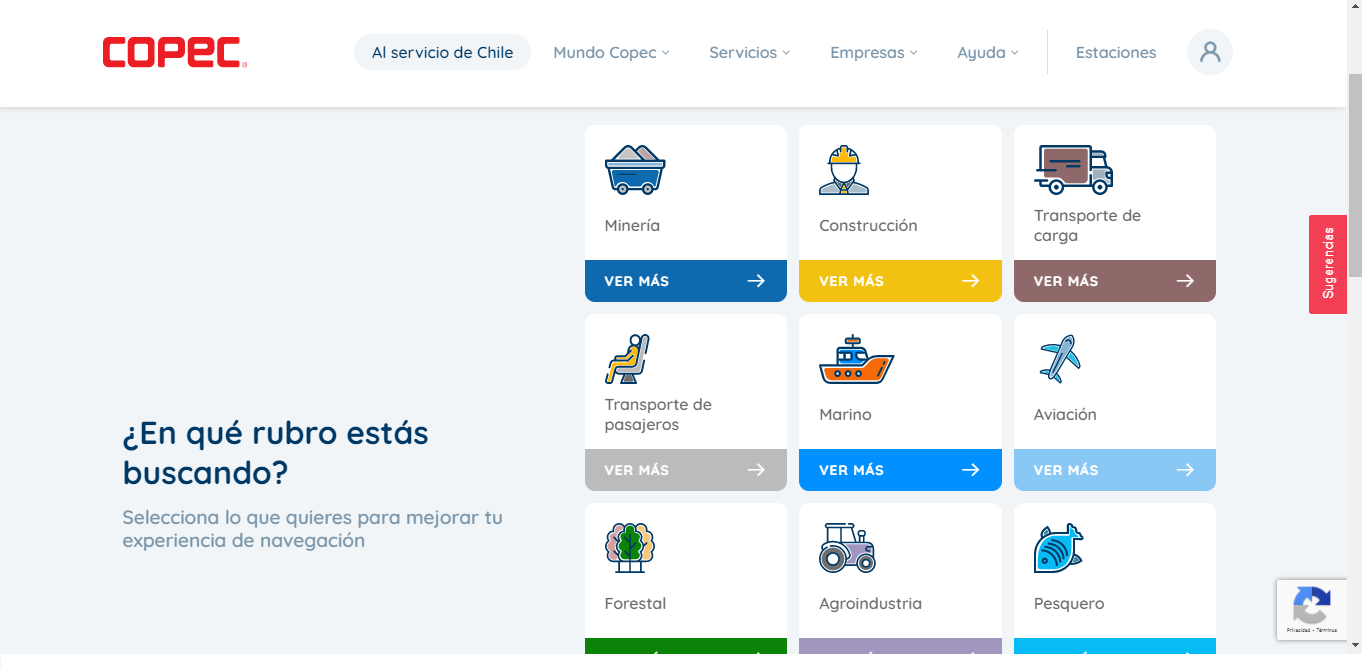 COPEC
Al servicio de Chile
Mundo Copec
Servicios
Empresas
Ayuda
Estaciones
¿En qué rubro estás
buscando?
Selecciona lo que quieres para mejorar tu
experiencia de navegación
Minería
VER MÁS
Construcción
VER MÁS
Transporte de
carga
VER MÁS
Transporte de
pasajeros
VER MÁS
Marino
VER MÁS
Aviación
VER MÁS
Forestal
Agroindustria
Pesquero
Sugerencias
Privacidad - Términos